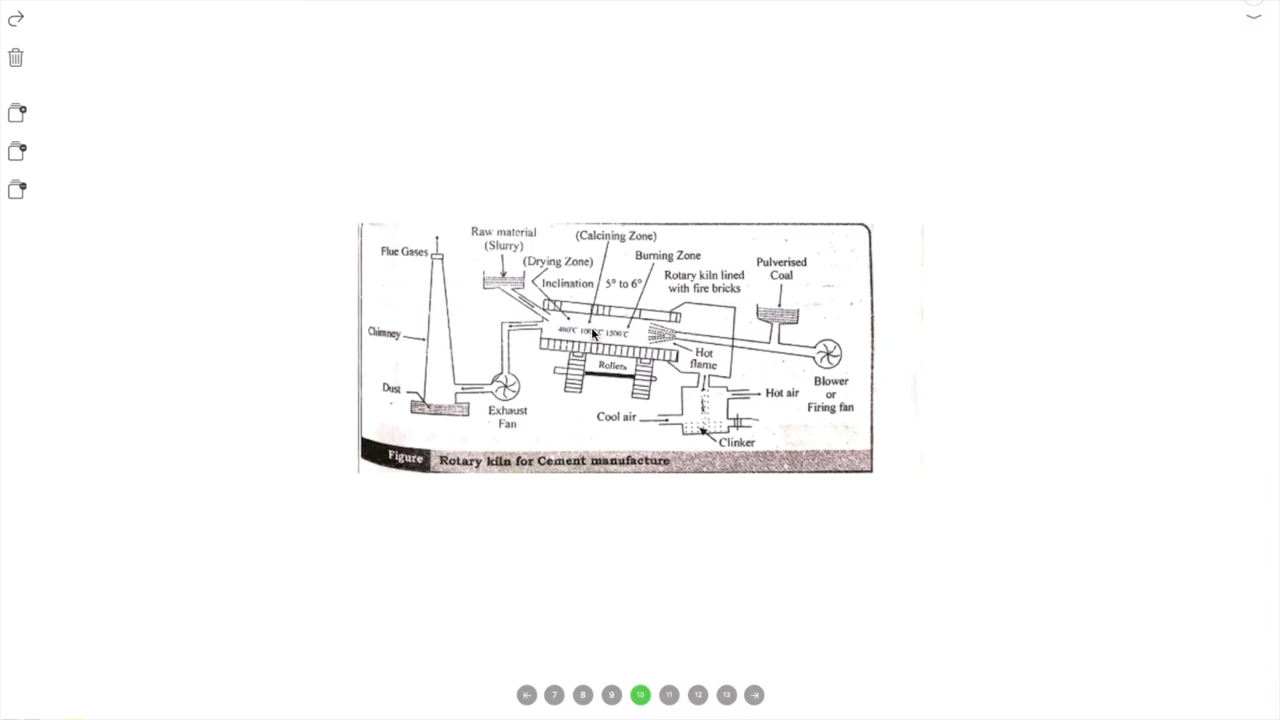 Raw material
(Slurry)
(Calcining Zone)
Flue Gases
(Drying Zone)
Burning Zone
Pulverised
Coal
Inclination 5° to 6°
Rotary kiln lined
with fire bricks
Chimney
400°C
1500°C
Hot
flame
Rollers
Dust
Blower
or
Firing fan
Hot air
Exhaust
Fan
Cool air
Clinker
Figure Rotary kiln for Cement manufacture
7 8 9 10 11 12 13